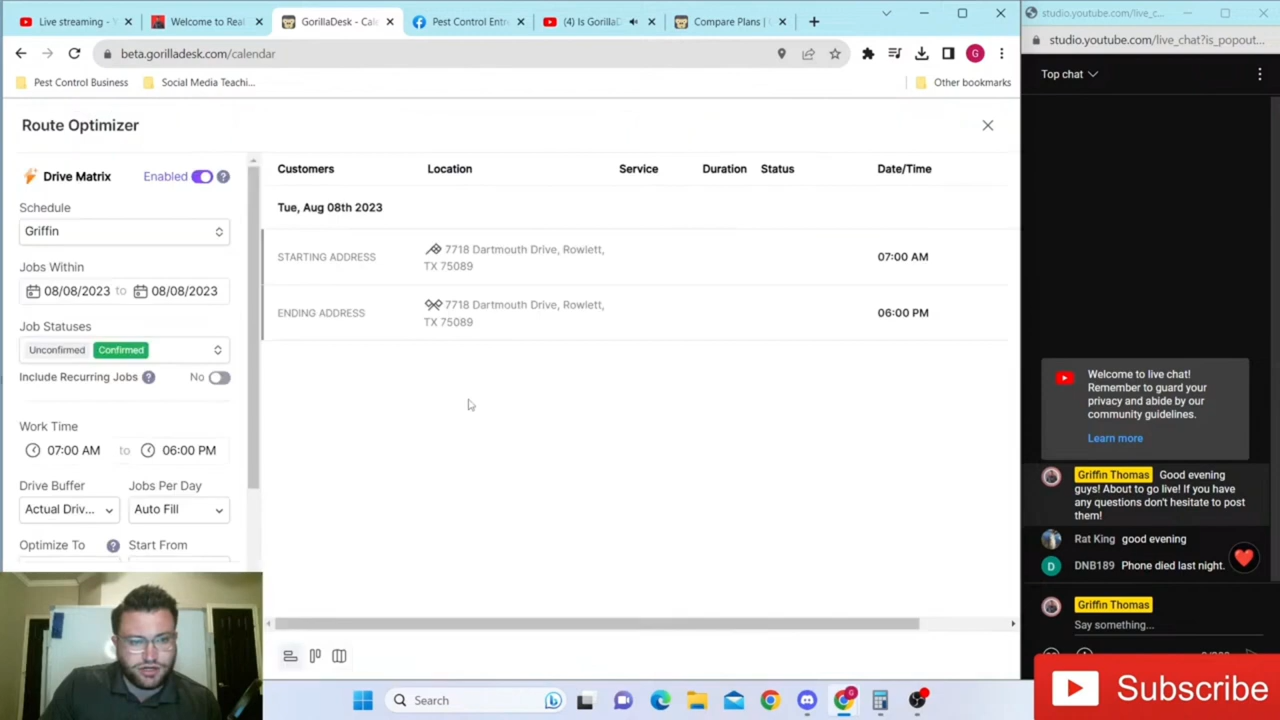 Live streaming - Y
Welcome to Real
GorillaDesk - Cale
Pest Control Entre
(4) Is GorillaD
Compare Plans |
beta.gorilladesk.com/calendar
G
Pest Control Business
Social Media Teachi...
Other bookmarks
Route Optimizer
Drive Matrix
Enabled
Schedule
Griffin
Jobs Within
08/08/2023 to 08/08/2023
Job Statuses
Unconfirmed Confirmed
Include Recurring Jobs
No
Work Time
07:00 AM to 06:00 PM
Drive Buffer
Jobs Per Day
Actual Driv...
Auto Fill
Optimize To
Start From
Customers
Location
Service
Duration
Status
Date/Time
Tue, Aug 08th 2023
STARTING ADDRESS
7718 Dartmouth Drive, Rowlett,
TX 75089
07:00 AM
ENDING ADDRESS
7718 Dartmouth Drive, Rowlett,
TX 75089
06:00 PM
Search
studio.youtube.com/live_c...
studio.youtube.com/live_chat?is_popout...
Top chat
Welcome to live chat!
Remember to guard your
privacy and abide by our
community guidelines.
Learn more
Griffin Thomas Good evening
guys! About to go live! If you have
any questions don't hesitate to post
them!
Rat King good evening
D
DNB189 Phone died last night.
Griffin Thomas
Say something...
Subscribe